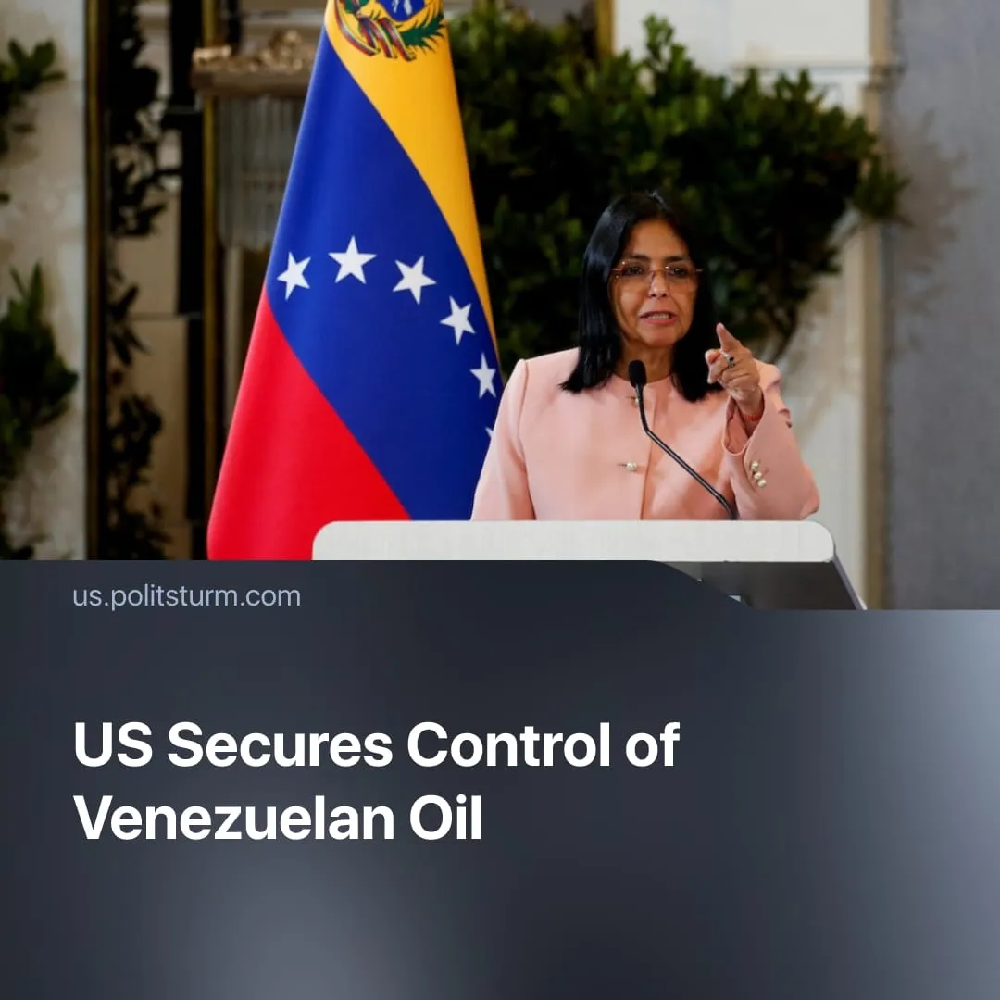 us.politsturm.com
US Secures Control of
Venezuelan Oil